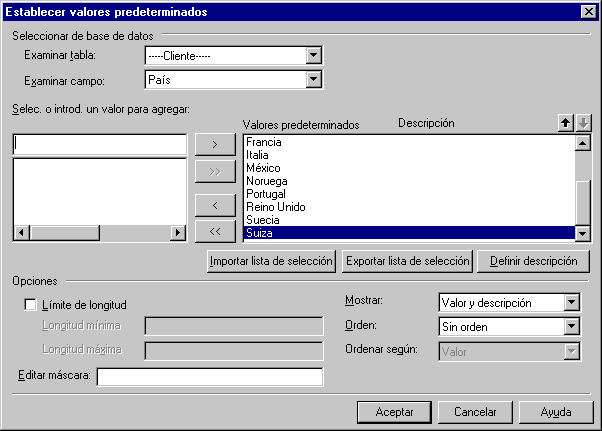 Establecer valores predeterminados
Seleccionar de base de datos
Examinar tabla: -----Cliente-----
Examinar campo: País
Selec. o introd. un valor para agregar:
Valores predeterminados Descripción
>
>>
<
<<
Francia
Italia
México
Noruega
Portugal
Reino Unido
Suecia
Suiza
Importar lista de selección Exportar lista de selección Definir descripción
Opciones
Límite de longitud
Longitud mínima
Longitud máxima
Editar máscara:
Mostrar: Valor y descripción
Orden: Sin orden
Ordenar según: Valor
Aceptar Cancelar Ayuda